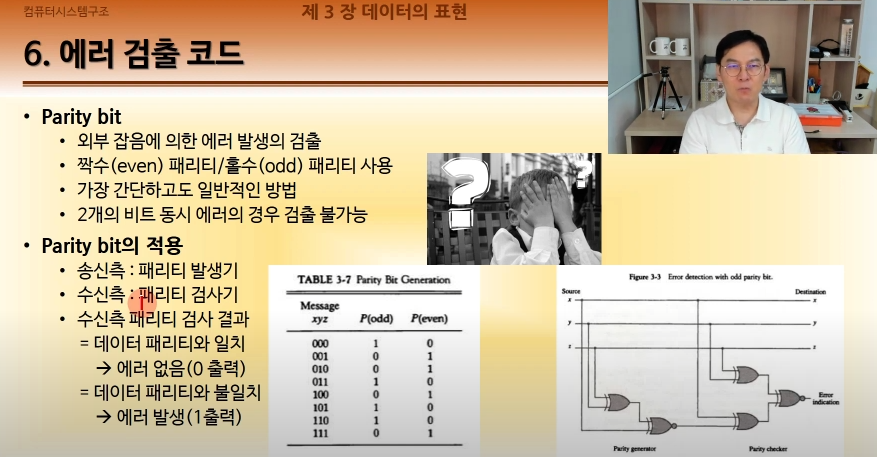 컴퓨터시스템구조
제 3 장 데이터의 표현
6. 에러 검출 코드
• Parity bit
• 외부 잡음에 의한 에러 발생의 검출
• 짝수(even) 패리티/홀수(odd) 패리티 사용
• 가장 간단하고도 일반적인 방법
• 2개의 비트 동시 에러의 경우 검출 불가능
• Parity bit의 적용
• 송신측 : 패리티 발생기
• 수신측 : 패리티 검사기
• 수신측 패리티 검사 결과
= 데이터 패리티와 일치
→ 에러 없음(0 출력)
= 데이터 패리티와 불일치
→ 에러 발생(1출력)
? ?
TABLE 3-7 Parity Bit Generation
Message
xyz P(odd) P(even)
000 1 0
001 0 1
010 0 1
011 1 0
100 0 1
101 1 0
110 1 0
111 0 1
Figure 3-3 Error detection with odd parity bit.
Source Destination
x x
y y
z z
Error
indication
Parity generator Parity checker